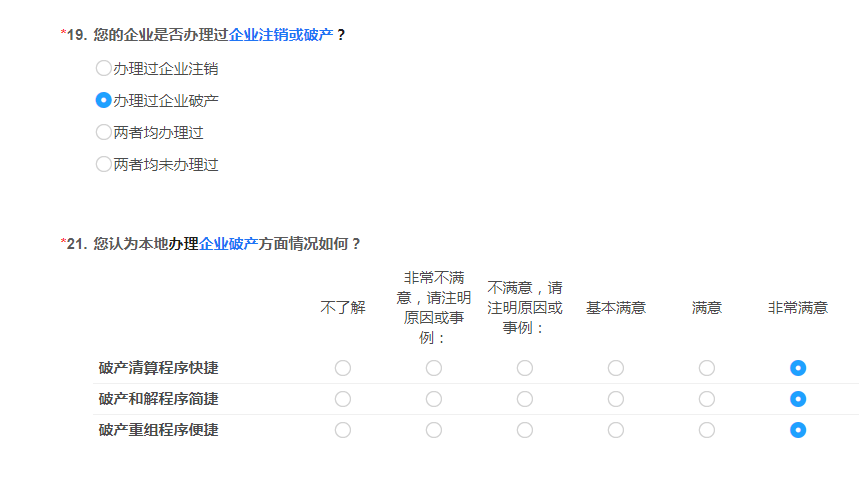 *19. 您的企业是否办理过企业注销或破产？
办理过企业注销
办理过企业破产
两者均办理过
两者均未办理过
*21. 您认为本地办理企业破产方面情况如何？
不了解
非常不满
意，请注明
原因或事
例：
不满意，请
注明原因或
事例：
基本满意
满意
非常满意
破产清算程序快捷
破产和解程序简捷
破产重组程序便捷